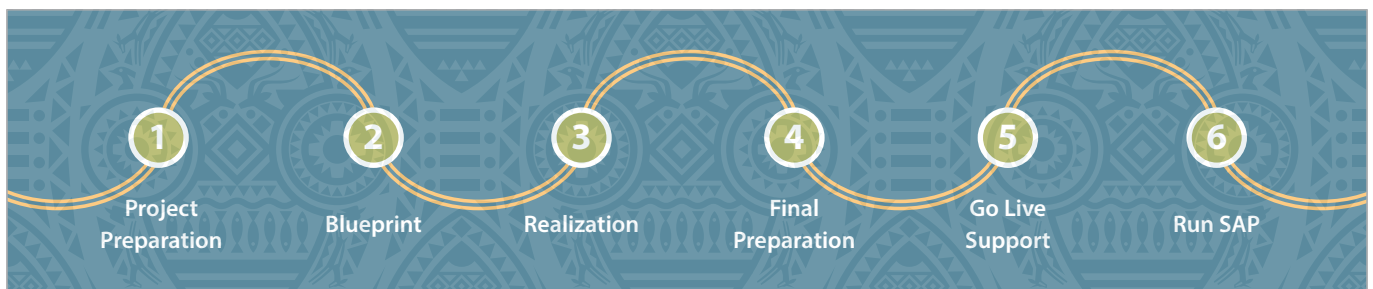 1
Project
Preparation
2
Blueprint
3
Realization
4
Final
Preparation
5
Go Live
Support
6
Run SAP